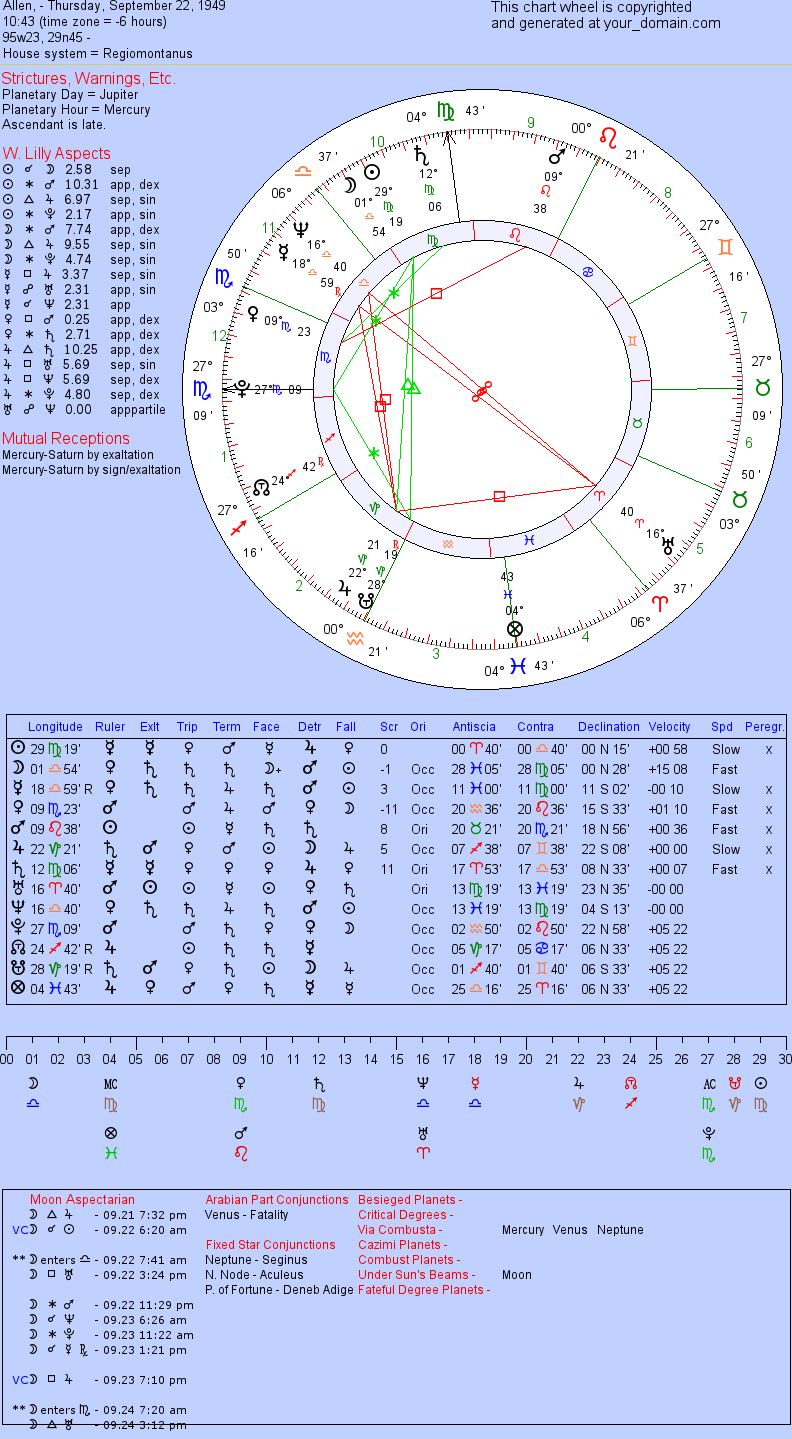 Allen, - Thursday, September 22, 1949
10:43 (time zone = -6 hours)
95w23, 29n45 -
House system = Regiomontanus
This chart wheel is copyrighted
and generated at your_domain.com
Strictures, Warnings, Etc.
Planetary Day = Jupiter
Planetary Hour = Mercury
Ascendant is late.
W. Lilly Aspects
☉ ☌ ☽ 2.58 sep
☉ ⚹ ♂ 10.31 app, dex
☉ △ ♃ 6.97 sep, sin
☉ ⚹ ♇ 2.17 app, sin
☽ ⚹ ♂ 7.74 app, dex
☽ △ ♃ 9.55 sep, sin
☽ ⚹ ♇ 4.74 sep, sin
☿ □ ♃ 3.37 sep, sin
☿ ☍ ♅ 2.31 app, sin
☿ ☌ ♆ 2.31 app
♀ □ ♂ 0.25 app, dex
♀ ⚹ ♄ 2.71 app, dex
♃ △ ♄ 10.25 app, dex
♃ □ ♅ 5.69 sep, sin
♃ □ ♆ 5.69 sep, dex
♃ ⚹ ♇ 4.80 sep, dex
♅ ☍ ♆ 0.00 apppartile
Mutual Receptions
Mercury-Saturn by exaltation
Mercury-Saturn by sign/exaltation
04° ♍ 43 '
9
00° ♌ 21 '
8
27° ♊ 16 '
7
27° ♉ 09 '
6
50 ' ♉ 03°
5
37 ' ♈ 06°
4
04° ♓ 43 '
3
00° ♒ 21 '
2
27° ♐ 16 '
1
27° ♏ 09 '
12
50 ' ♏ 03°
11
37 ' ♎ 06°
10
♄ 12° ♍ 06
☉ 29° ♍ 19
☽ 01° ♎ 54
♆ 16° ♎ 40
☿ 18° ♎ 59 ℞
♀ 09° ♏ 23
♇ 27° ♏ 09
☊ 24° ♐ 42 ℞
♃ 22° ♑ 21
☋ 28° ♑ 19 ℞
⊗ 04° ♓ 43
♅ 16° ♈ 40
♂ 09° ♌ 38
Longitude Ruler Exlt Trip Term Face Detr Fall Scr Ori Antiscia Contra Declination Velocity Spd Peregr.
☉ 29 ♍ 19' ☿ ☿ ♀ ♂ ☿ ♃ ♀ 0 00 ♈ 40' 00 ♎ 40' 00 N 15' +00 58 Slow x
☽ 01 ♎ 54' ♀ ♄ ♄ ♄ ☽+ ♂ ☉ -1 Occ 28 ♓ 05' 28 ♍ 05' 00 N 28' +15 08 Fast
☿ 18 ♎ 59' R ♀ ♄ ♄ ♃ ♄ ♂ ☉ 3 Occ 11 ♓ 00' 11 ♍ 00' 11 S 02' -00 10 Slow x
♀ 09 ♏ 23' ♂ ♂ ♃ ♂ ♀ ☽ -11 Occ 20 ♒ 36' 20 ♌ 36' 15 S 33' +01 10 Fast x
♂ 09 ♌ 38' ☉ ☉ ☿ ♄ ♄ 8 Ori 20 ♉ 21' 20 ♏ 21' 18 N 56' +00 36 Fast x
♃ 22 ♑ 21' ♄ ♂ ♀ ♂ ☉ ☽ ♃ 5 Occ 07 ♐ 38' 07 ♊ 38' 22 S 08' +00 00 Slow x
♄ 12 ♍ 06' ☿ ☿ ♀ ♀ ♀ ♃ ♀ 11 Ori 17 ♈ 53' 17 ♎ 53' 08 N 33' +00 07 Fast x
♅ 16 ♈ 40' ♂ ☉ ☉ ☿ ☉ ♀ ♄ Ori 13 ♍ 19' 13 ♓ 19' 23 N 35' -00 00
♆ 16 ♎ 40' ♀ ♄ ♄ ♃ ♄ ♂ ☉ Occ 13 ♓ 19' 13 ♍ 19' 04 S 13' -00 00
♇ 27 ♏ 09' ♂ ♂ ♄ ♀ ♀ ☽ Occ 02 ♒ 50' 02 ♌ 50' 22 N 58' +05 22
☊ 24 ♐ 42' R ♃ ☉ ♄ ♄ ☿ Occ 05 ♑ 17' 05 ♋ 17' 06 N 33' +05 22
☋ 28 ♑ 19' R ♄ ♂ ♀ ♄ ☉ ☽ ♃ Occ 01 ♐ 40' 01 ♊ 40' 06 S 33' +05 22
⊗ 04 ♓ 43' ♃ ♀ ♂ ♀ ♄ ☿ ☿ Occ 25 ♎ 16' 25 ♈ 16' 06 N 33' +05 22
00 01 02 03 04 05 06 07 08 09 10 11 12 13 14 15 16 17 18 19 20 21 22 23 24 25 26 27 28 29 30
☽ MC ♀ ♄ ♆ ☿ ♃ ☊ AC ☋ ☉
♎ ♍ ♏ ♍ ♎ ♎ ♑ ♐ ♏ ♑ ♍
⊗ ♂ ♅ ♇
♓ ♌ ♈ ♏
Moon Aspectarian
☽ △ ♃ - 09.21 7:32 pm
VC☽ ☌ ☉ - 09.22 6:20 am
**☽ enters ♎ - 09.22 7:41 am
☽ □ ♅ - 09.22 3:24 pm
☽ ⚹ ♂ - 09.22 11:29 pm
☽ ☌ ♆ - 09.23 6:26 am
☽ ⚹ ♇ - 09.23 11:22 am
☽ ☌ ☿ ℞ - 09.23 1:21 pm
VC☽ □ ♃ - 09.23 7:10 pm
**☽ enters ♏ - 09.24 7:20 am
☽ △ ♅ - 09.24 3:12 pm
Arabian Part Conjunctions
Venus - Fatality
Fixed Star Conjunctions
Neptune - Seginus
N. Node - Aculeus
P. of Fortune - Deneb Adige
Besieged Planets -
Critical Degrees -
Via Combusta - Mercury Venus Neptune
Cazimi Planets -
Combust Planets -
Under Sun's Beams - Moon
Fateful Degree Planets -